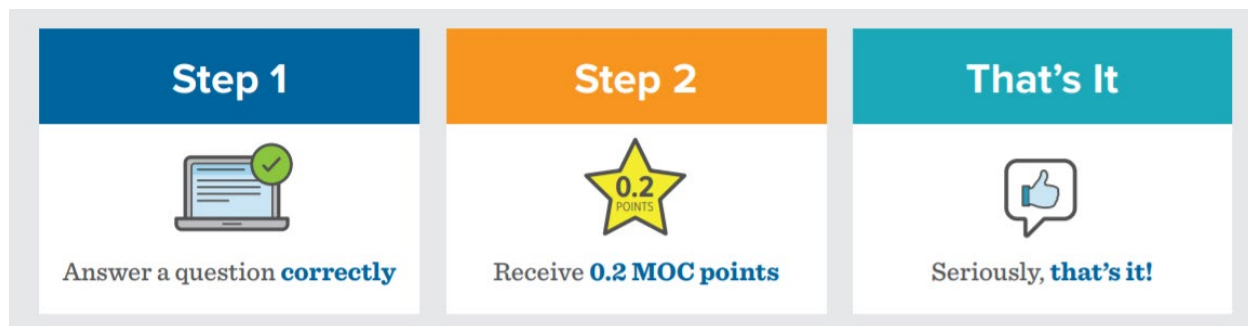 Step 1
Answer a question correctly
Step 2
0.2
POINTS
Receive 0.2 MOC points
That’s It
Seriously, that’s it!